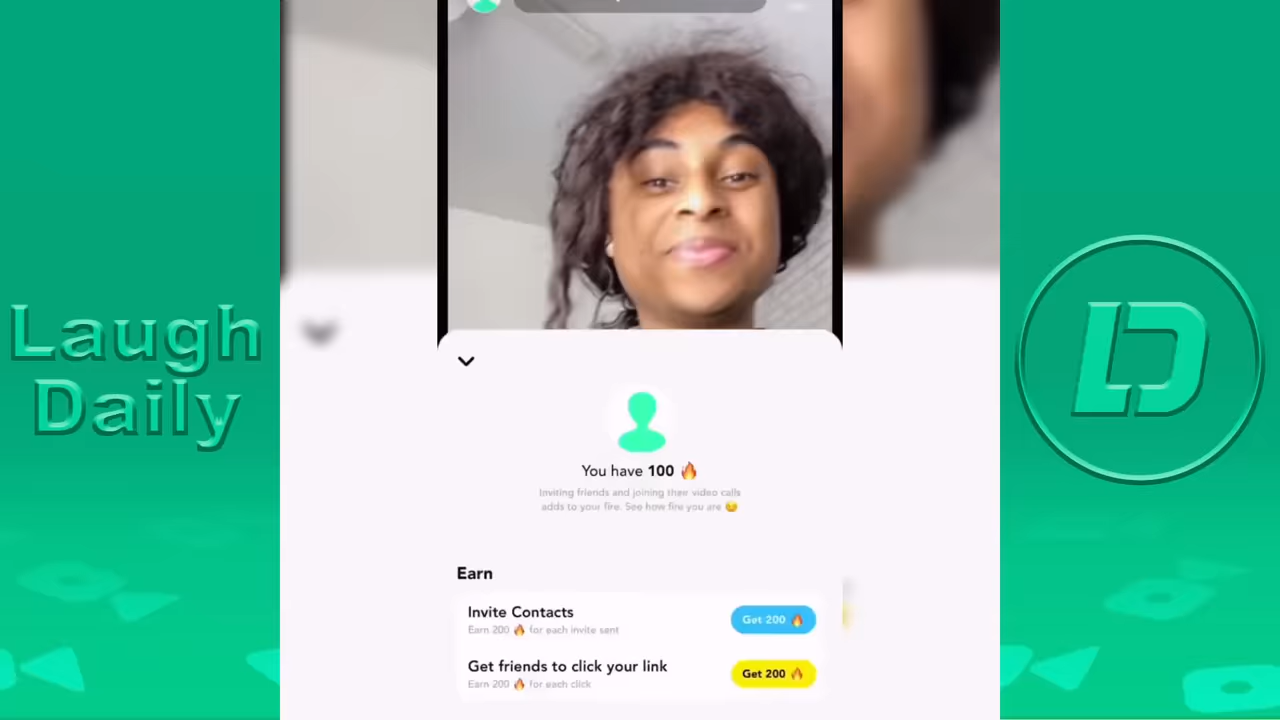 Laugh
Daily
You have 100 🔥
Inviting friends and joining their video calls
adds to your fire. See how fire you are 😏
Earn
Invite Contacts
Earn 200 🔥 for each invite sent
Get 200 🔥
Get friends to click your link
Earn 200 🔥 for each click
Get 200 🔥
LD